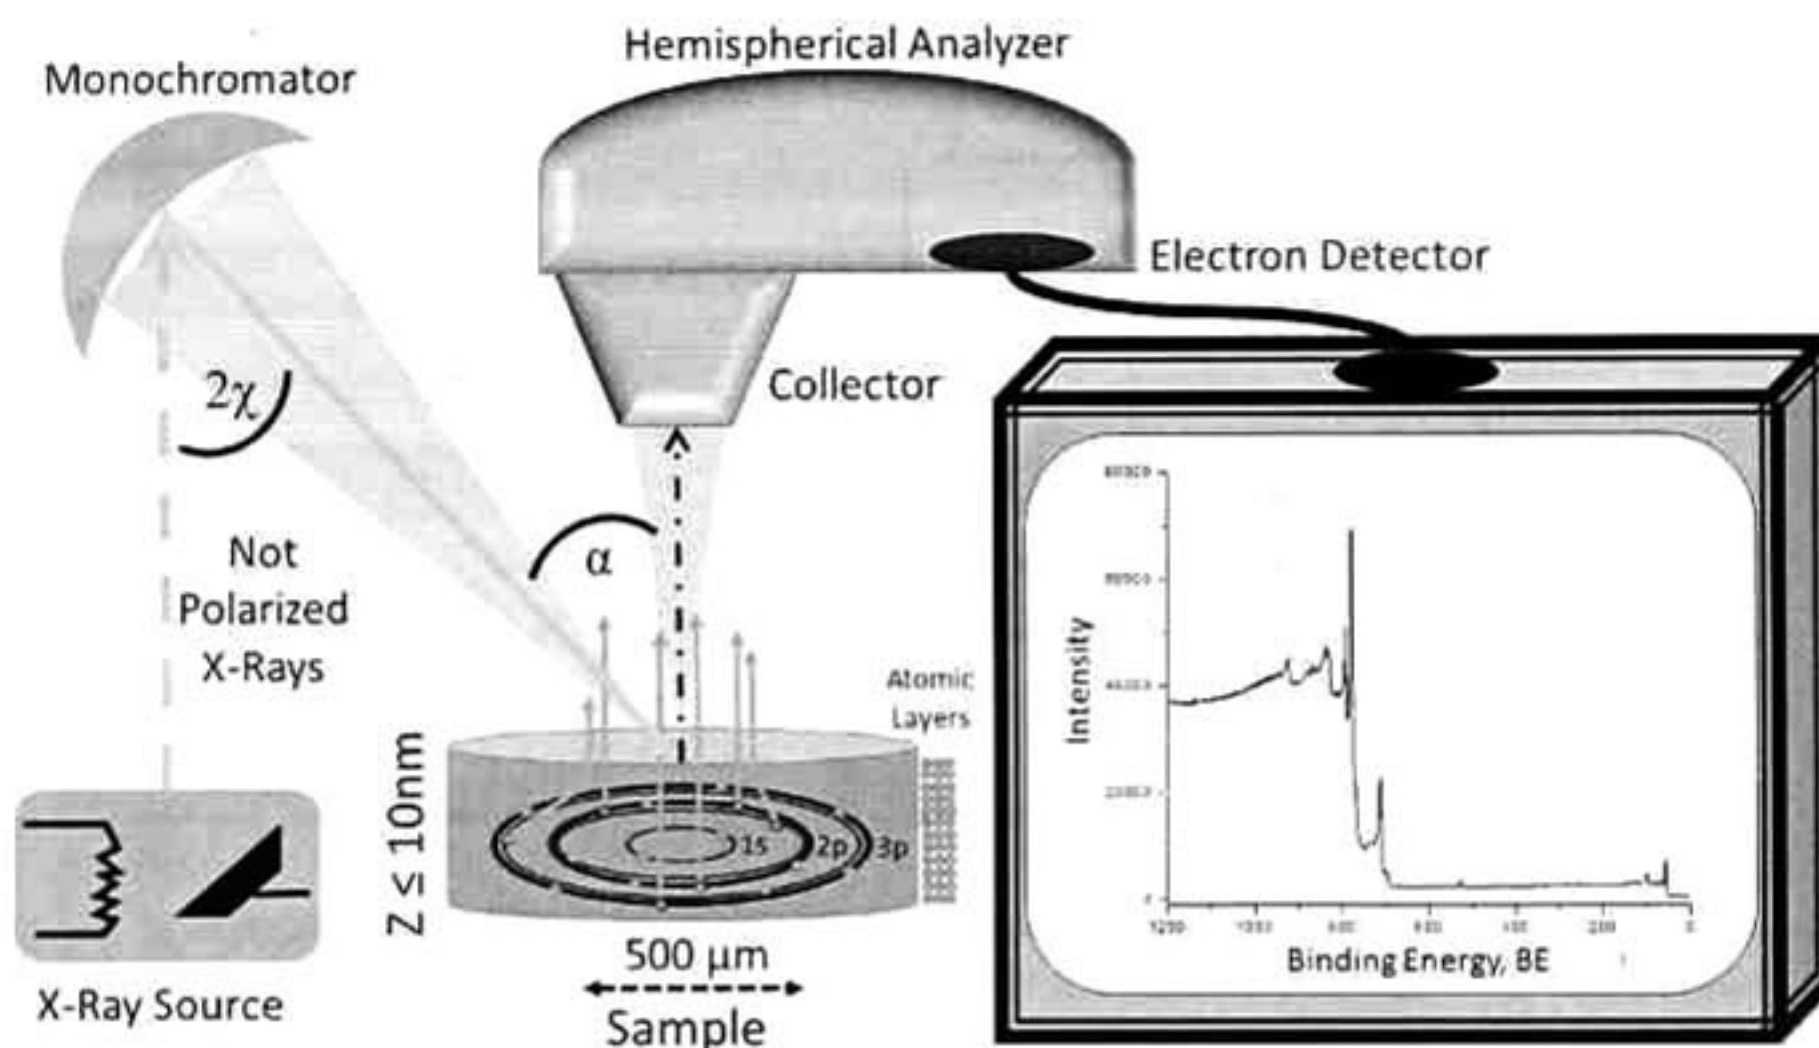 Hemispherical Analyzer
Monochromator
Electron Detector
2χ
Collector
Not
Polarized
X-Rays
α
Atomic
Layers
Z ≤ 10nm
1s
2p
3p
500 μm
Sample
X-Ray Source
Intensity
0
Binding Energy, BE